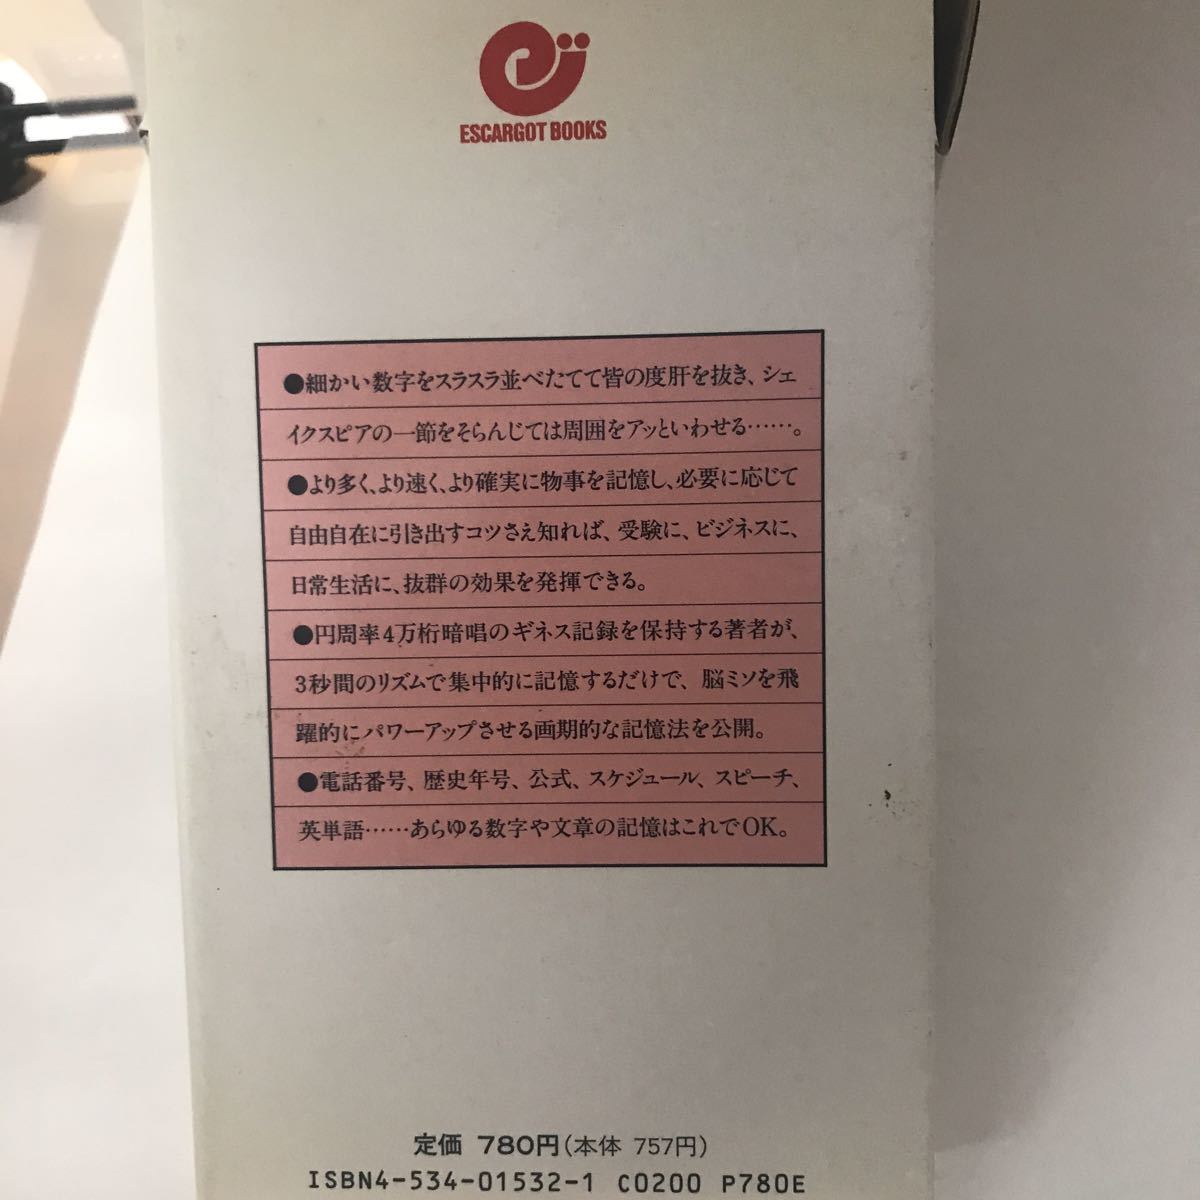 ESCARGOT BOOKS
●細かい数字をスラスラ並べたてて皆の度肝を抜き、シェ
イクスピアの一節をそらんじては周囲をアッといわせる……。
●より多く、より速く、より確実に物事を記憶し、必要に応じて
自由自在に引き出すコツさえ知れば、受験に、ビジネスに、
日常生活に、抜群の効果を発揮できる。
●円周率4万桁暗唱のギネス記録を保持する著者が、
3秒間のリズムで集中的に記憶するだけで、脳ミソを飛
躍的にパワーアップさせる画期的な記憶法を公開。
●電話番号、歴史年号、公式、スケジュール、スピーチ、
英単語……あらゆる数字や文章の記憶はこれでOK。
定価 780円(本体 757円)
ISBN4-534-01532-1 C0200 P780E